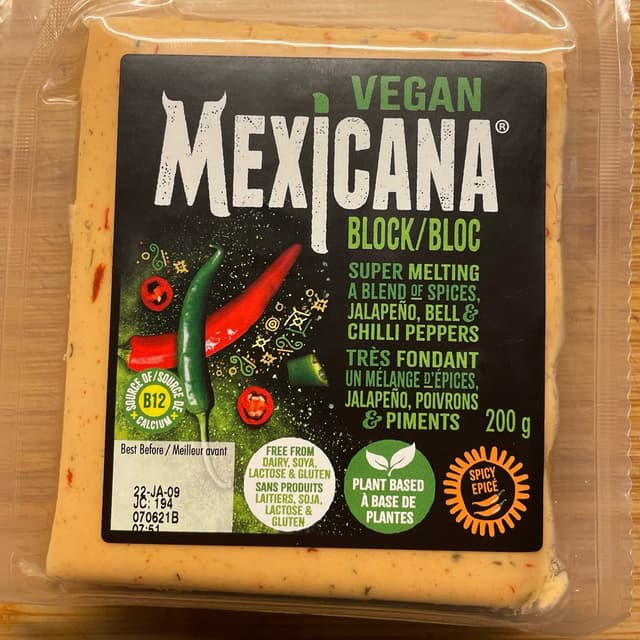 VEGAN
MEXICANA®
BLOCK/BLOC
SUPER MELTING
A BLEND OF SPICES,
JALAPEÑO, BELL &
CHILLI PEPPERS
TRÈS FONDANT
UN MÉLANGE D'ÉPICES,
JALAPEÑO, POIVRONS
& PIMENTS
200 g
SOURCE OF/SOURCE DE
B12
CALCIUM
Best Before / Meilleur avant
22-JA-09
JC: 194
070621B
07:51
FREE FROM
DAIRY, SOYA,
LACTOSE & GLUTEN
SANS PRODUITS
LAITIERS, SOJA,
LACTOSE &
GLUTEN
PLANT BASED
À BASE DE
PLANTES
SPICY
EPICÉ